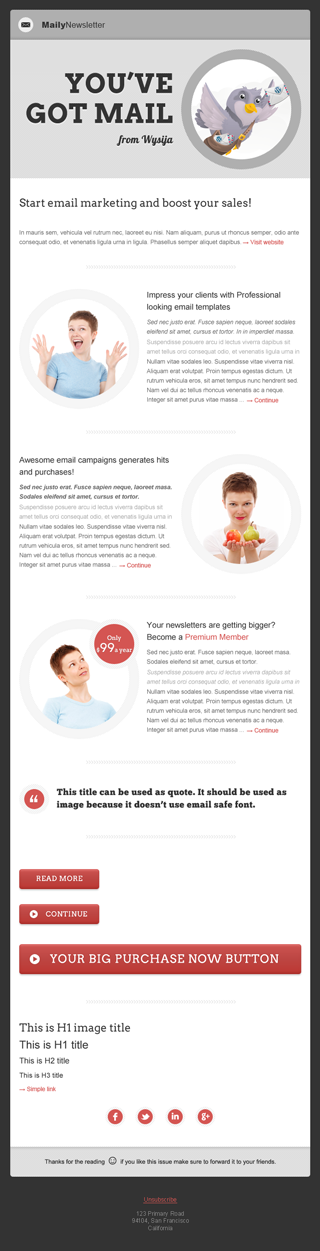 MailyNewsletter
YOU'VE
GOT MAIL
from Wysija
Start email marketing and boost your sales!
In mauris sem, vehicula vel rutrum nec, laoreet eu nisi. Nam aliquam, purus ut rhoncus semper, odio ante
consequat odio, et venenatis ligula urna in ligula. Phasellus semper aliquet dapibus. → Visit website
Impress your clients with Professional
looking email templates
Sed nec justo erat. Fusce sapien neque, laoreet sodales
eleifend sit amet, cursus et tortor. In in imperdiet massa.
Suspendisse posuere arcu id lectus viverra dapibus sit
amet tellus orci suspendisse, et venenatis ligula urna in
Nullam vitae sodales leo. Suspendisse vitae viverra nisl.
Aliquam erat volutpat. Proin tempus egestas dictum. Ut
rutrum vehicula eros, sit amet tempus nunc hendrerit sed.
Nam vel dui ac tellus rhoncus venenatis ac a neque.
Integer sit amet purus vitae massa ... → Continue
Awesome email campaigns generates hits
and purchases!
Sed nec justo erat. Fusce sapien neque, laoreet masa.
Sodales eleifend sit amet, cursus et tortor.
Suspendisse posuere arcu id lectus viverra dapibus sit
amet tellus orci suspendisse, et venenatis ligula urna in
Nullam vitae sodales leo. Suspendisse vitae viverra nisl.
Aliquam erat volutpat. Proin tempus egestas dictum. Ut
rutrum vehicula eros, sit amet tempus nunc hendrerit sed.
Nam vel dui ac tellus rhoncus venenatis ac a neque.
Integer sit amet purus vitae massa ... → Continue
Only
$99 a year
Your newsletters are getting bigger?
Become a Premium Member
Sed nec justo erat. Fusce sapien neque, laoreet massa.
Sodales eleifend sit amet, cursus et tortor.
Suspendisse posuere arcu id lectus viverra dapibus sit
amet tellus orci suspendisse, et venenatis ligula urna in
Nullam vitae sodales leo. Suspendisse vitae viverra nisl.
Aliquam erat volutpat. Proin tempus egestas dictum. Ut
rutrum vehicula eros, sit amet tempus nunc hendrerit sed.
Nam vel dui ac tellus rhoncus venenatis ac a neque.
Integer sit amet purus vitae massa ... → Continue
This title can be used as quote. It should be used as
image because it doesn't use email safe font.
READ MORE
CONTINUE
YOUR BIG PURCHASE NOW BUTTON
This is H1 image title
This is H1 title
This is H2 title
This is H3 title
→ Simple link
Thanks for the reading ☺ if you like this issue make sure to forward it to your friends.
Unsubscribe
123 Primary Road
94104, San Francisco
California